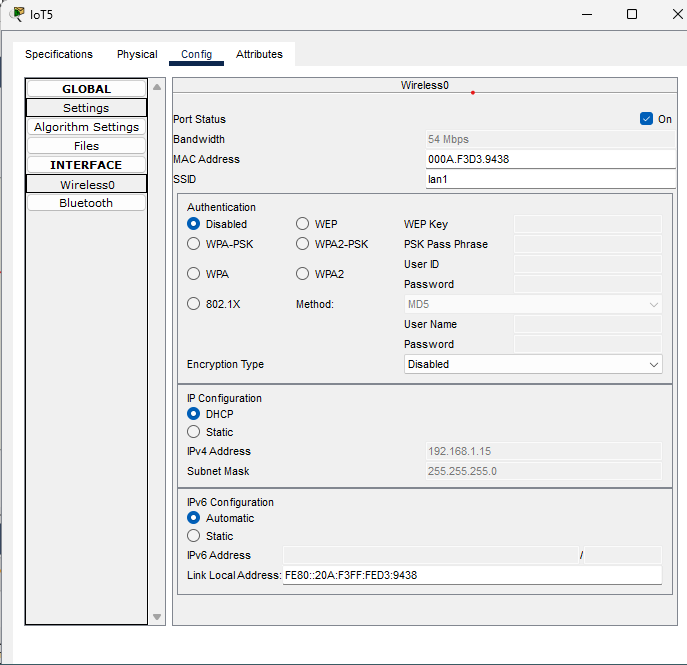 IoT5
Specifications Physical Config Attributes
GLOBAL
Settings
Algorithm Settings
Files
INTERFACE
Wireless0
Bluetooth
Wireless0
Port Status On
Bandwidth 54 Mbps
MAC Address 000A.F3D3.9438
SSID lan1
Authentication
Disabled WEP WEP Key
WPA-PSK WPA2-PSK PSK Pass Phrase
User ID
WPA WPA2
Password
802.1X Method: MD5
User Name
Password
Encryption Type Disabled
IP Configuration
DHCP
Static
IPv4 Address 192.168.1.15
Subnet Mask 255.255.255.0
IPv6 Configuration
Automatic
Static
IPv6 Address /
Link Local Address: FE80::20A:F3FF:FED3:9438